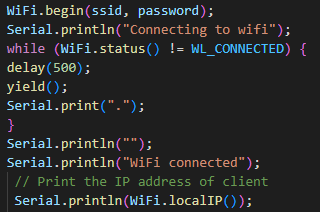 WiFi.begin(ssid, password);
Serial.println("Connecting to wifi");
while (WiFi.status() != WL_CONNECTED) {
delay(500);
yield();
Serial.print(".");
}
Serial.println("");
Serial.println("WiFi connected");
// Print the IP address of client
Serial.println(WiFi.localIP());